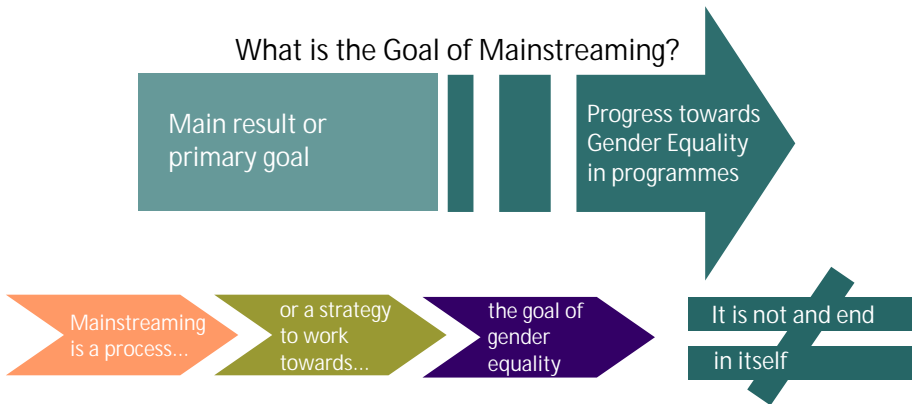 What is the Goal of Mainstreaming?
Main result or
primary goal
Progress towards
Gender Equality
in programmes
Mainstreaming
is a process...
or a strategy
to work
towards...
the goal of
gender
equality
It is not and end
in itself